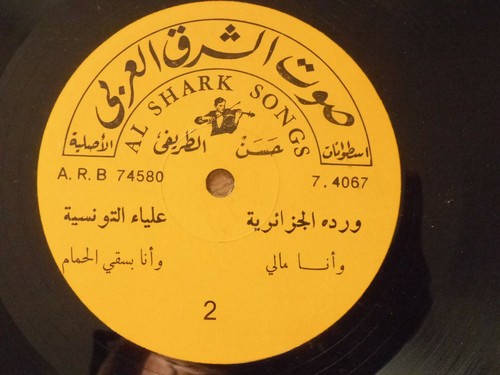 صوت الشرق العربي
AL SHARK SONGS
اسطوانات حسن الطريفى الأصلية
A.R.B 74580 7.4067
ورده الجزائرية علياء التونسية
وأنا مالي وأنا بسقي الحمام
2